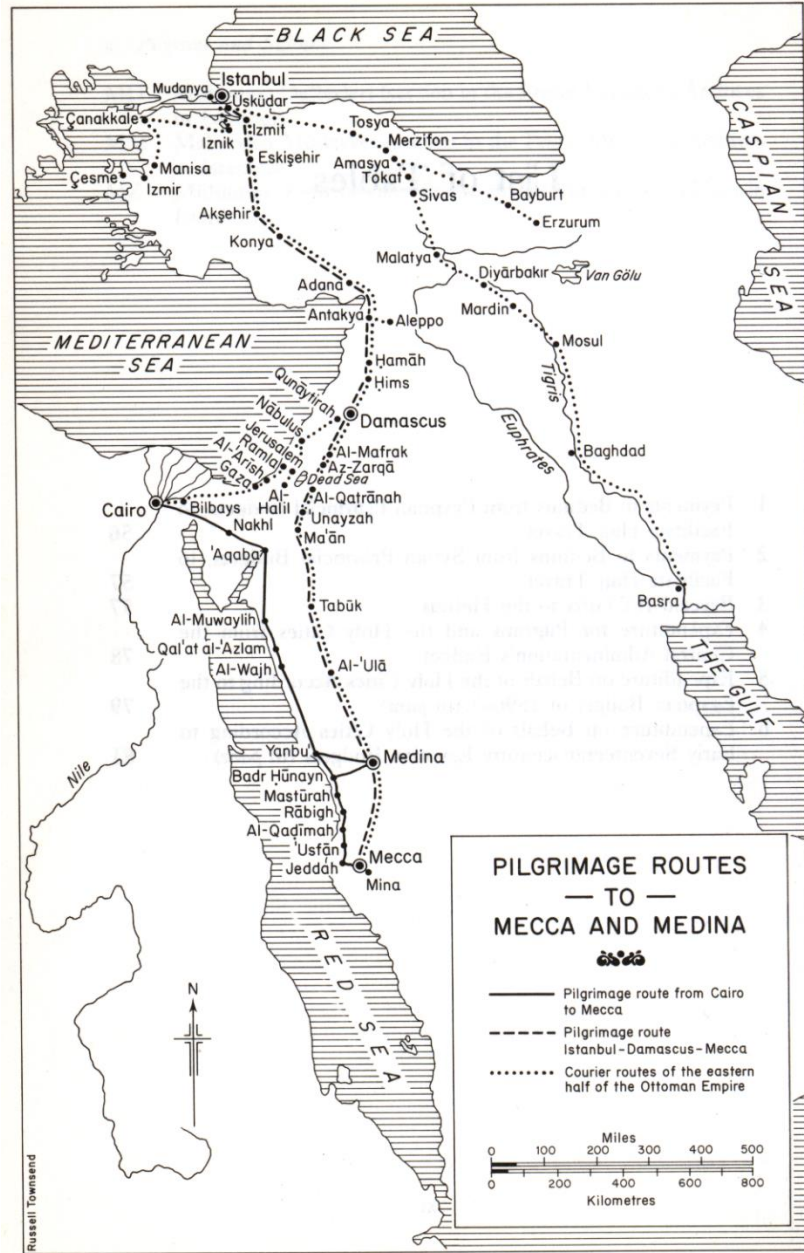 BLACK SEA
CASPIAN
SEA
Istanbul
Mudanya
Üsküdar
Çanakkale
Iznik
Izmit
Eskişehir
Manisa
Çesme
Izmir
Akşehir
Konya
Tosya
Merzifon
Amasya
Tokat
Sivas
Bayburt
Erzurum
Malatya
Diyārbakır
Van Gölu
Mardin
Mosul
Adana
Antakya
Aleppo
MEDITERRANEAN
SEA
Ḥamāh
Ḥims
Tigris
Euphrates
Baghdad
Basra
THE GULF
Qunāytirah
Damascus
Nābulus
Jerusalem
Ramla
Al-'Arish
Gaza
Al-Mafrak
Az-Zarqā
Dead Sea
Al-
Halil
Al-Qatrānah
'Unayzah
Ma'ān
Cairo
Bilbays
Nakhl
'Aqaba
Tabūk
Al-Muwaylih
Qal'at al-'Azlam
Al-Wajh
Al-'Ulā
Yanbu
Medina
Badr Ḥūnayn
Mastūrah
Rābigh
Al-Qaḍīmah
'Usfān
Jeddah
Mecca
Mina
Nile
RED SEA
N
PILGRIMAGE ROUTES
— TO —
MECCA AND MEDINA
Pilgrimage route from Cairo
to Mecca
Pilgrimage route
Istanbul-Damascus-Mecca
Courier routes of the eastern
half of the Ottoman Empire
Miles
0 100 200 300 400 500
0 200 400 600 800
Kilometres
Russell Townsend